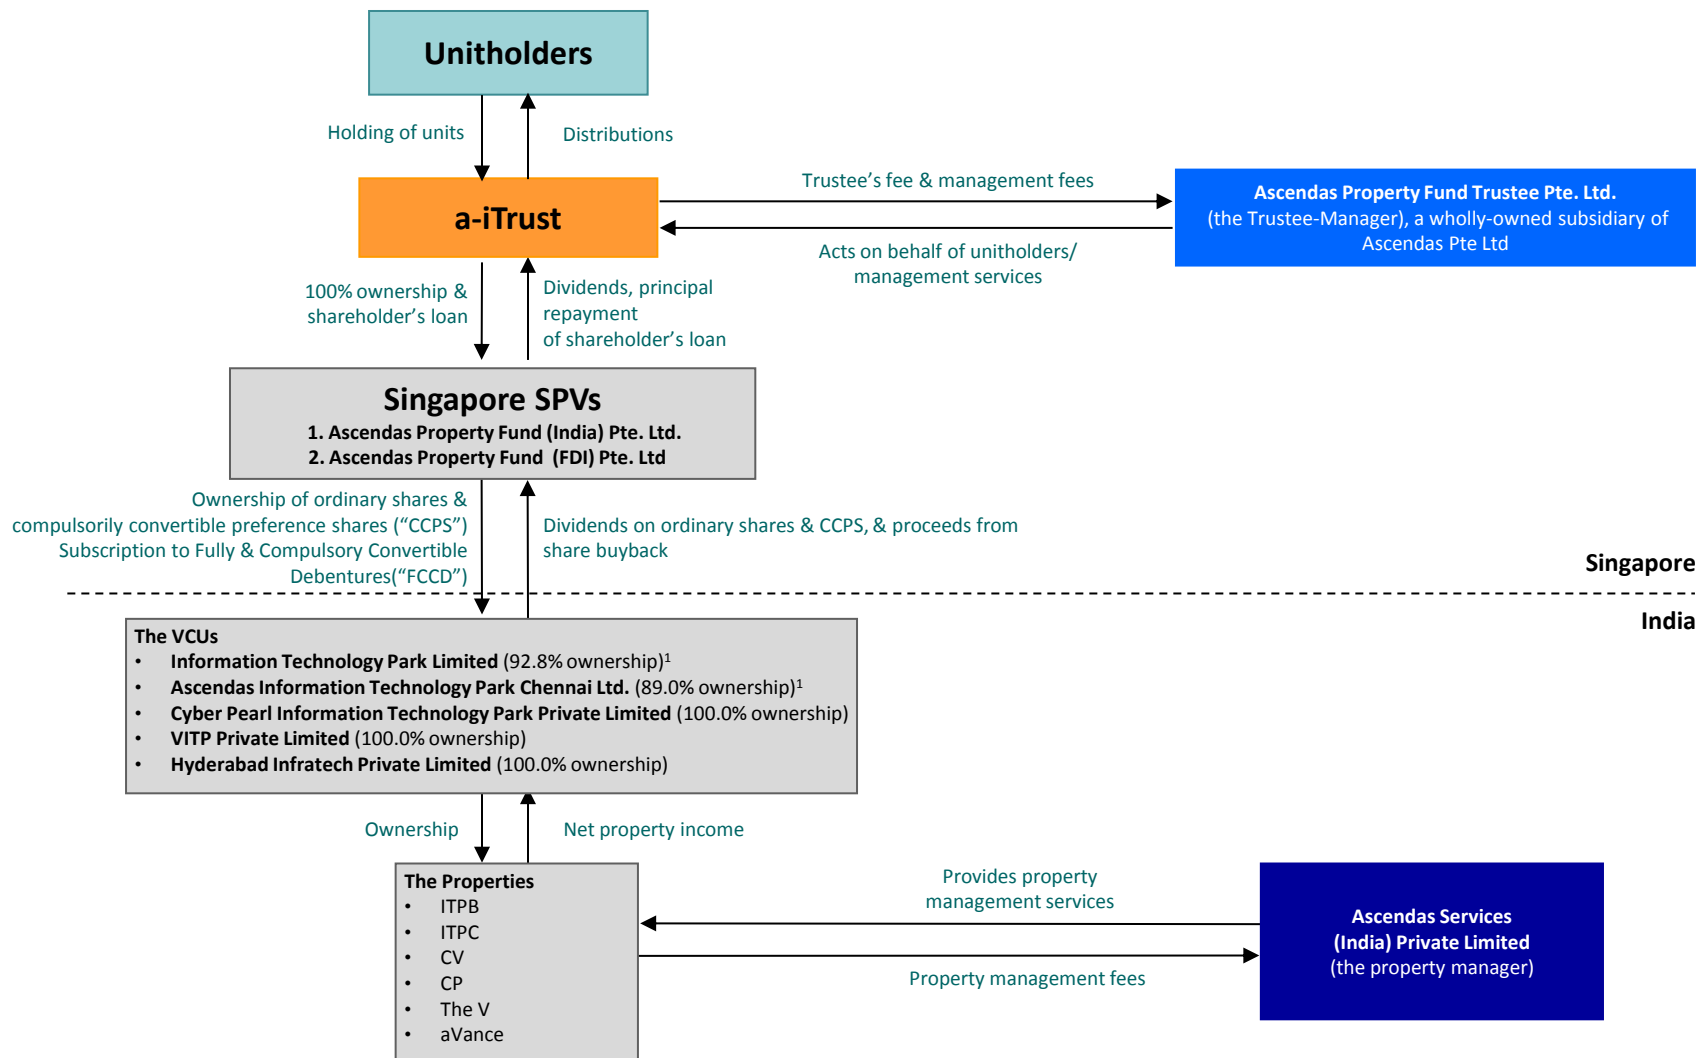 Unitholders
Holding of units
Distributions
a-iTrust
Trustee’s fee & management fees
Acts on behalf of unitholders/
management services
Ascendas Property Fund Trustee Pte. Ltd.
(the Trustee-Manager), a wholly-owned subsidiary of
Ascendas Pte Ltd
100% ownership &
shareholder’s loan
Dividends, principal
repayment
of shareholder’s loan
Singapore SPVs
1. Ascendas Property Fund (India) Pte. Ltd.
2. Ascendas Property Fund (FDI) Pte. Ltd
Ownership of ordinary shares &
compulsorily convertible preference shares (“CCPS”)
Subscription to Fully & Compulsory Convertible
Debentures(“FCCD”)
Dividends on ordinary shares & CCPS, & proceeds from
share buyback
Singapore
India
The VCUs
• Information Technology Park Limited (92.8% ownership)1
• Ascendas Information Technology Park Chennai Ltd. (89.0% ownership)1
• Cyber Pearl Information Technology Park Private Limited (100.0% ownership)
• VITP Private Limited (100.0% ownership)
• Hyderabad Infratech Private Limited (100.0% ownership)
Ownership
Net property income
The Properties
• ITPB
• ITPC
• CV
• CP
• The V
• aVance
Provides property
management services
Property management fees
Ascendas Services
(India) Private Limited
(the property manager)